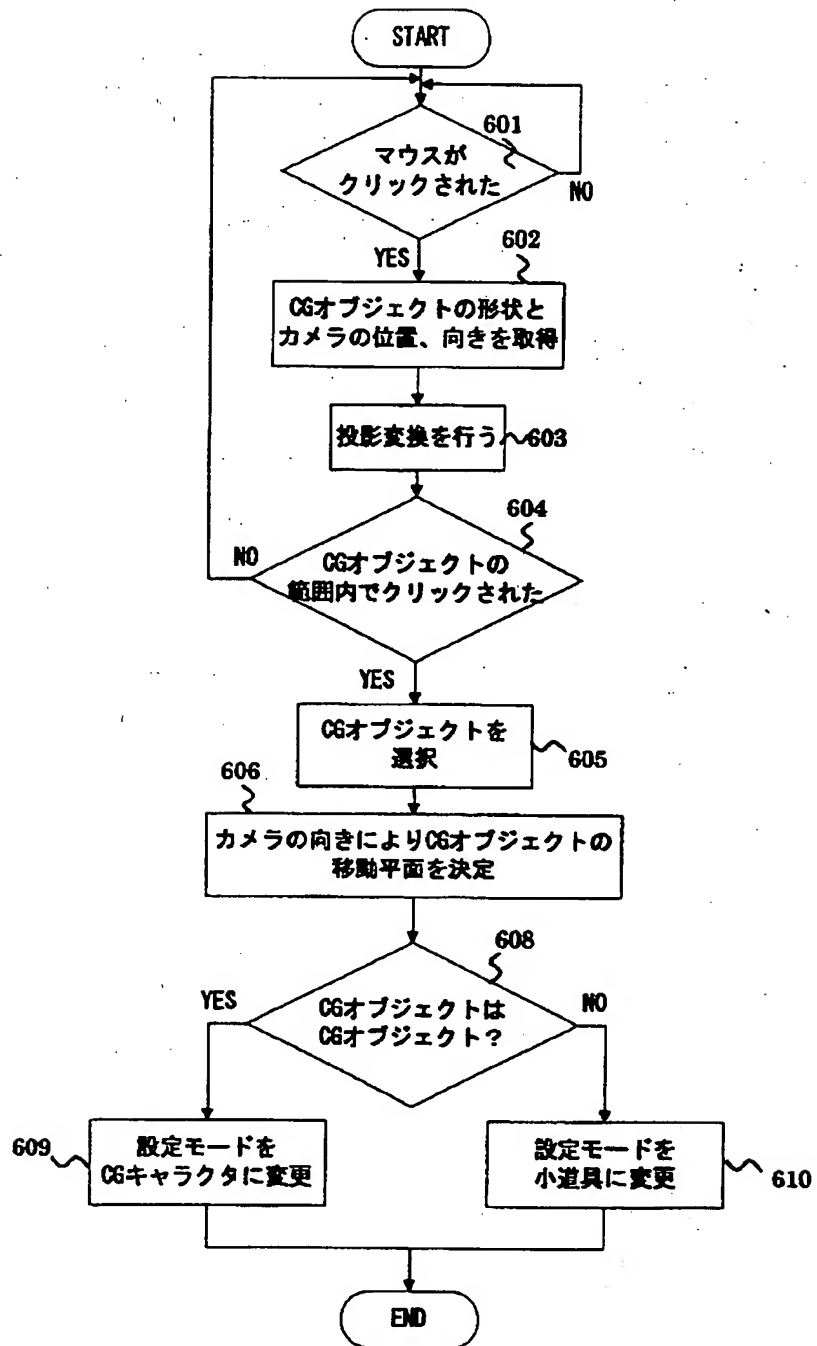 START
601
マウスが
クリックされた
NO
YES
602
CGオブジェクトの形状と
カメラの位置、向きを取得
投影変換を行う
603
604
NO
CGオブジェクトの
範囲内でクリックされた
YES
CGオブジェクトを
選択
605
606
カメラの向きによりCGオブジェクトの
移動平面を決定
608
YES
NO
CGオブジェクトは
CGオブジェクト？
609
設定モードを
CGキャラクタに変更
設定モードを
小道具に変更
610
END